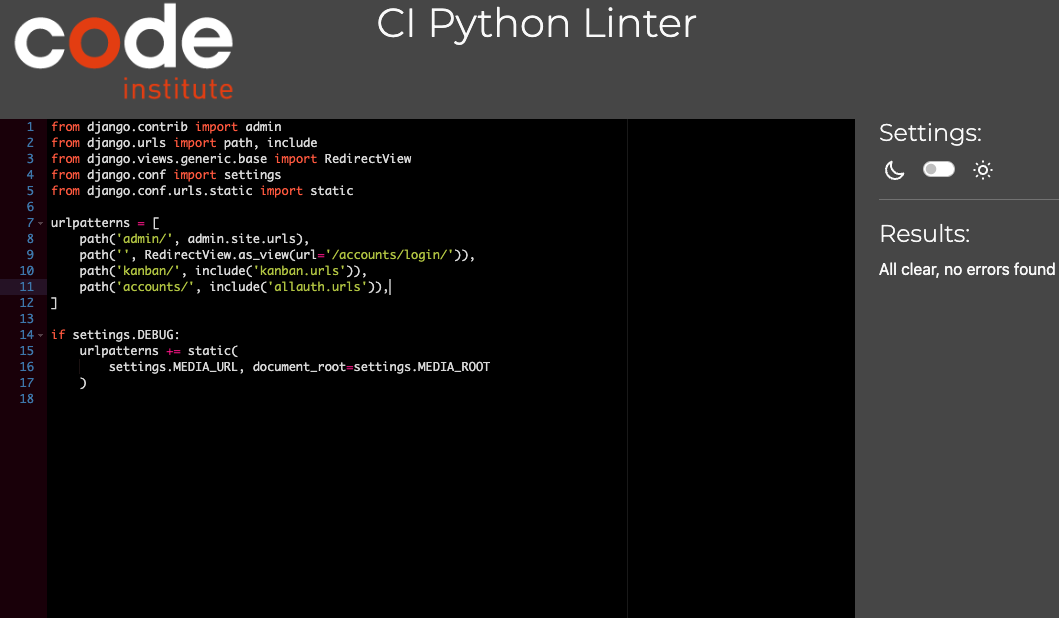 code
institute
CI Python Linter
1 from django.contrib import admin
2 from django.urls import path, include
3 from django.views.generic.base import RedirectView
4 from django.conf import settings
5 from django.conf.urls.static import static
6
7 urlpatterns = [
8     path('admin/', admin.site.urls),
9     path('', RedirectView.as_view(url='/accounts/login/')),
10     path('kanban/', include('kanban.urls')),
11     path('accounts/', include('allauth.urls')),
12 ]
13
14 if settings.DEBUG:
15     urlpatterns += static(
16         settings.MEDIA_URL, document_root=settings.MEDIA_ROOT
17     )
18
Settings:
Results:
All clear, no errors found